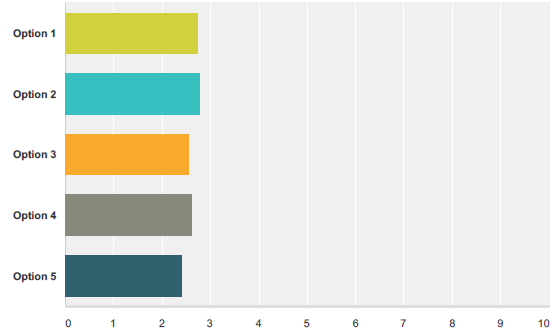 Option 1
Option 2
Option 3
Option 4
Option 5
0 1 2 3 4 5 6 7 8 9 10